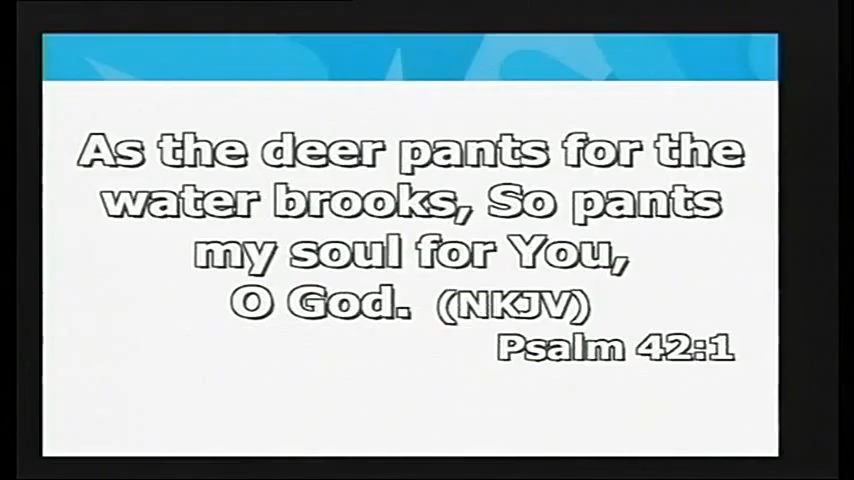 As the deer pants for the
water brooks, So pants
my soul for You,
O God. (NKJV)
Psalm 42:1